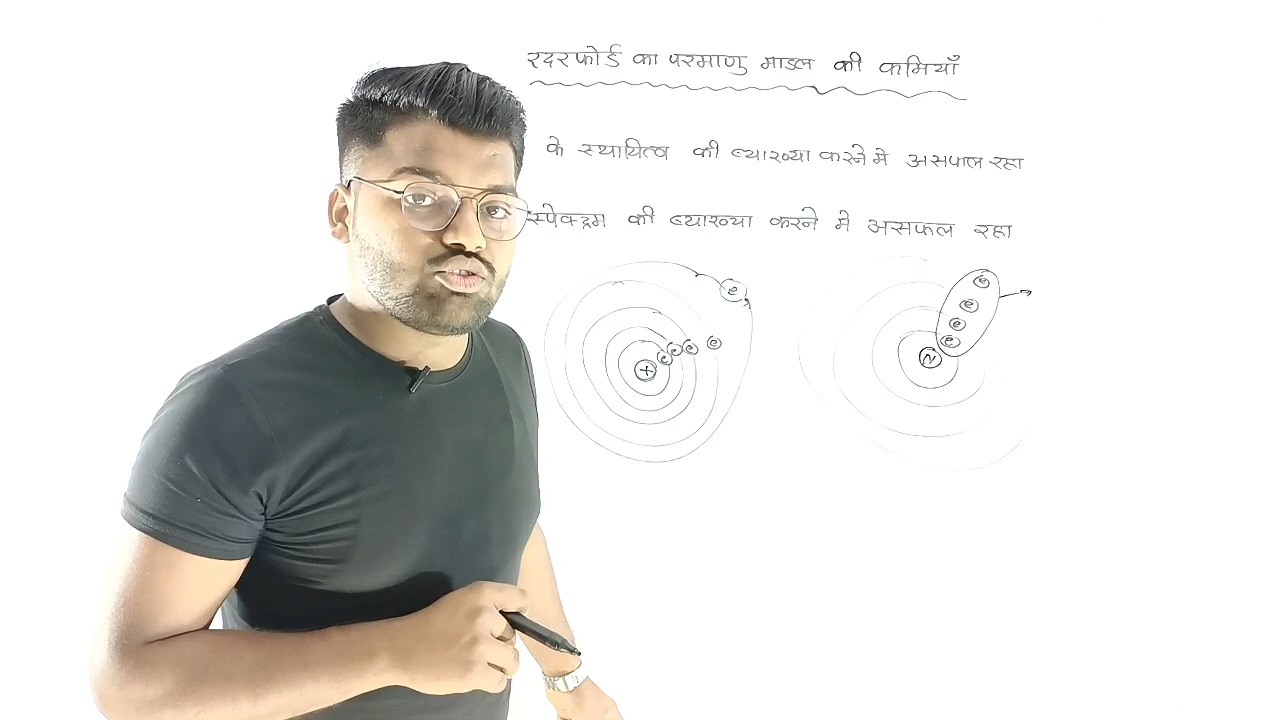 रदरफोर्ड का परमाणु माडल की कमियाँ
के स्थायित्व की व्याख्या करने मे असफल रहा
स्पेक्ट्रम की व्याख्या करने मे असफल रहा
e
e
e
e
e
+
e
e
e
e
N